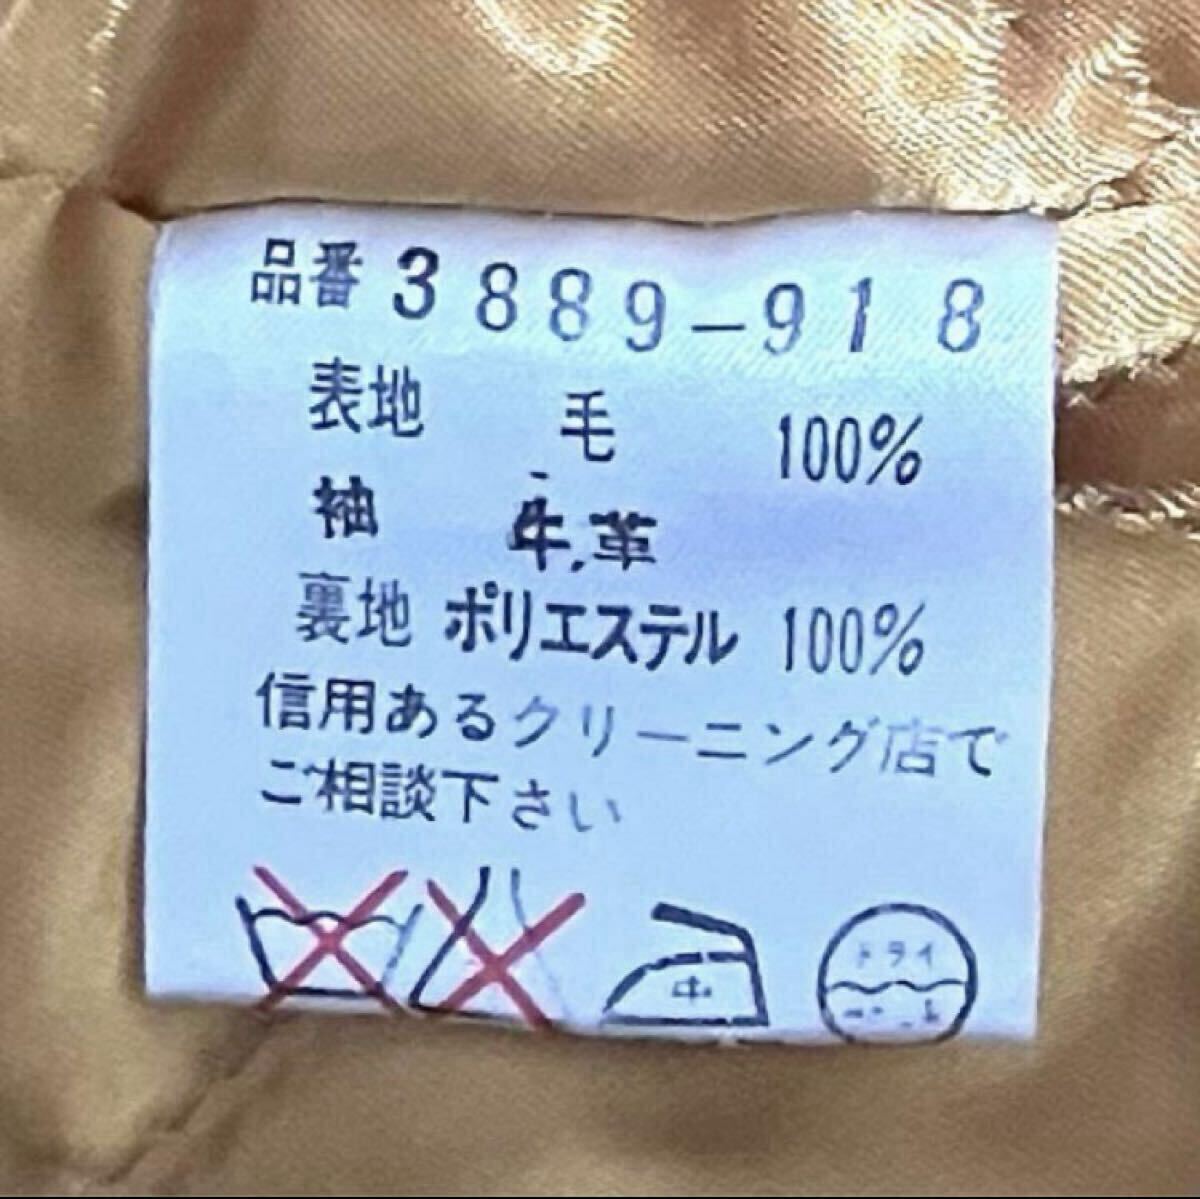 品番 3889-918
表地 毛 100%
袖 牛革
裏地 ポリエステル 100%
信用あるクリーニング店で
ご相談下さい
中
ドライ